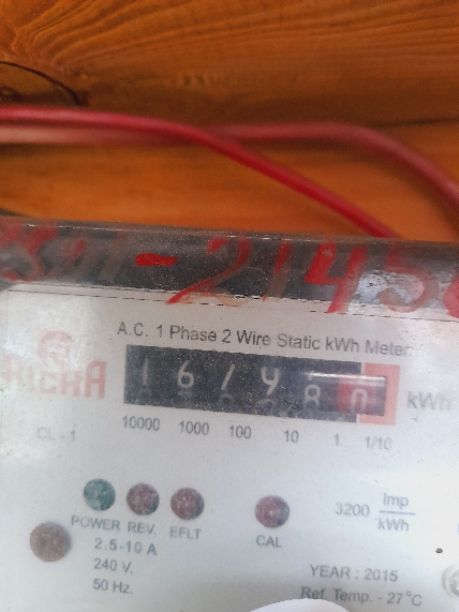 A.C. 1 Phase 2 Wire Static kWh Meter
kWh
CL - 1
10000 1000 100 10 1 1/10
3200 Imp/kWh
POWER REV. EFLT CAL
2.5-10 A
240 V.
50 Hz.
YEAR : 2015
Ref. Temp. - 27°C